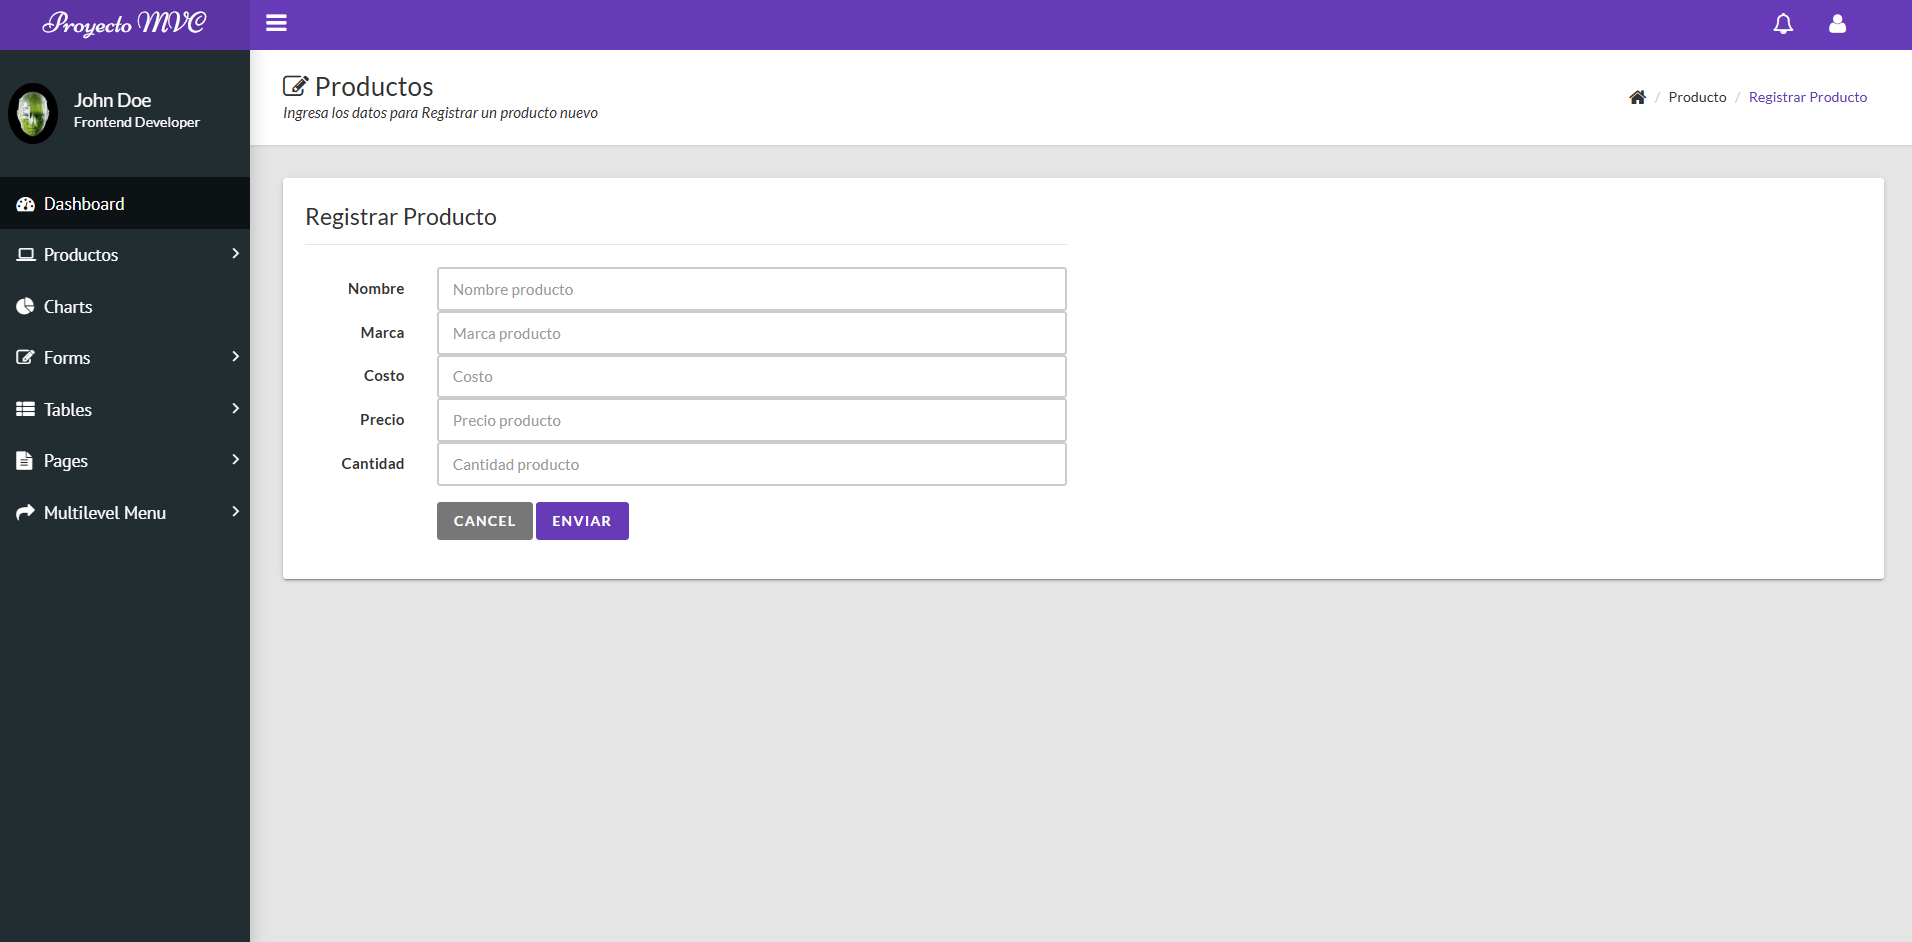 Proyecto MVC
John Doe
Frontend Developer
Dashboard
Productos
Charts
Forms
Tables
Pages
Multilevel Menu
Productos
Ingresa los datos para Registrar un producto nuevo
/ Producto / Registrar Producto
Registrar Producto
Nombre Nombre producto
Marca Marca producto
Costo Costo
Precio Precio producto
Cantidad Cantidad producto
CANCEL ENVIAR